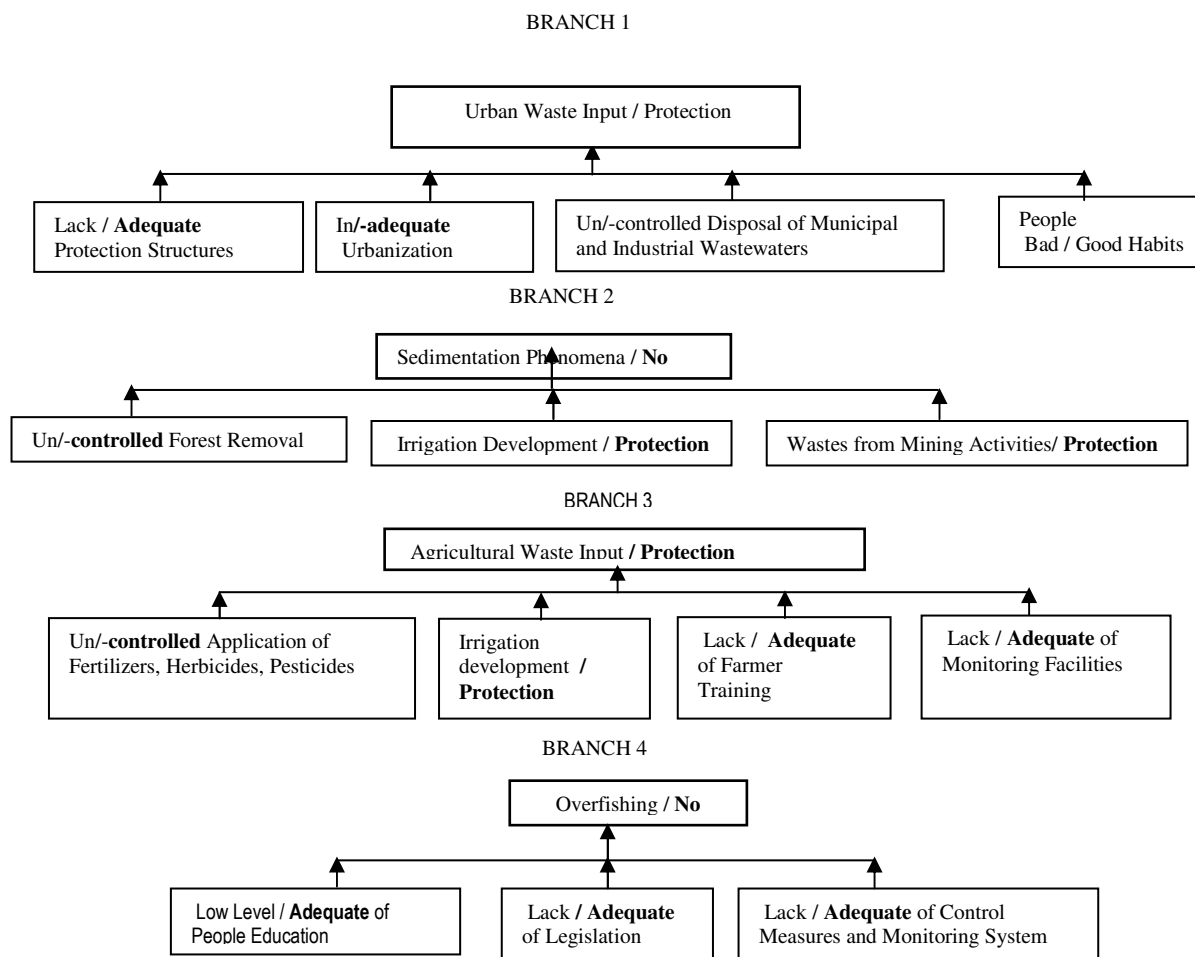 BRANCH 1
Urban Waste Input / Protection
Lack / Adequate
Protection Structures
In/-adequate
Urbanization
Un/-controlled Disposal of Municipal
and Industrial Wastewaters
People
Bad / Good Habits
BRANCH 2
Sedimentation Phenomena / No
Un/-controlled Forest Removal
Irrigation Development / Protection
Wastes from Mining Activities/ Protection
BRANCH 3
Agricultural Waste Input / Protection
Un/-controlled Application of
Fertilizers, Herbicides, Pesticides
Irrigation
development /
Protection
Lack / Adequate
of Farmer
Training
Lack / Adequate of
Monitoring Facilities
BRANCH 4
Overfishing / No
Low Level / Adequate of
People Education
Lack / Adequate
of Legislation
Lack / Adequate of Control
Measures and Monitoring System